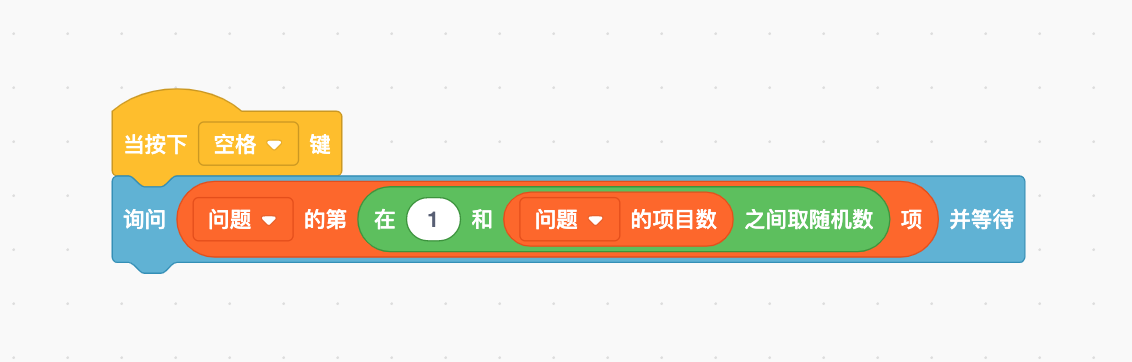 当按下 空格 键
询问 问题 的第 在 1 和 问题 的项目数 之间取随机数 项 并等待